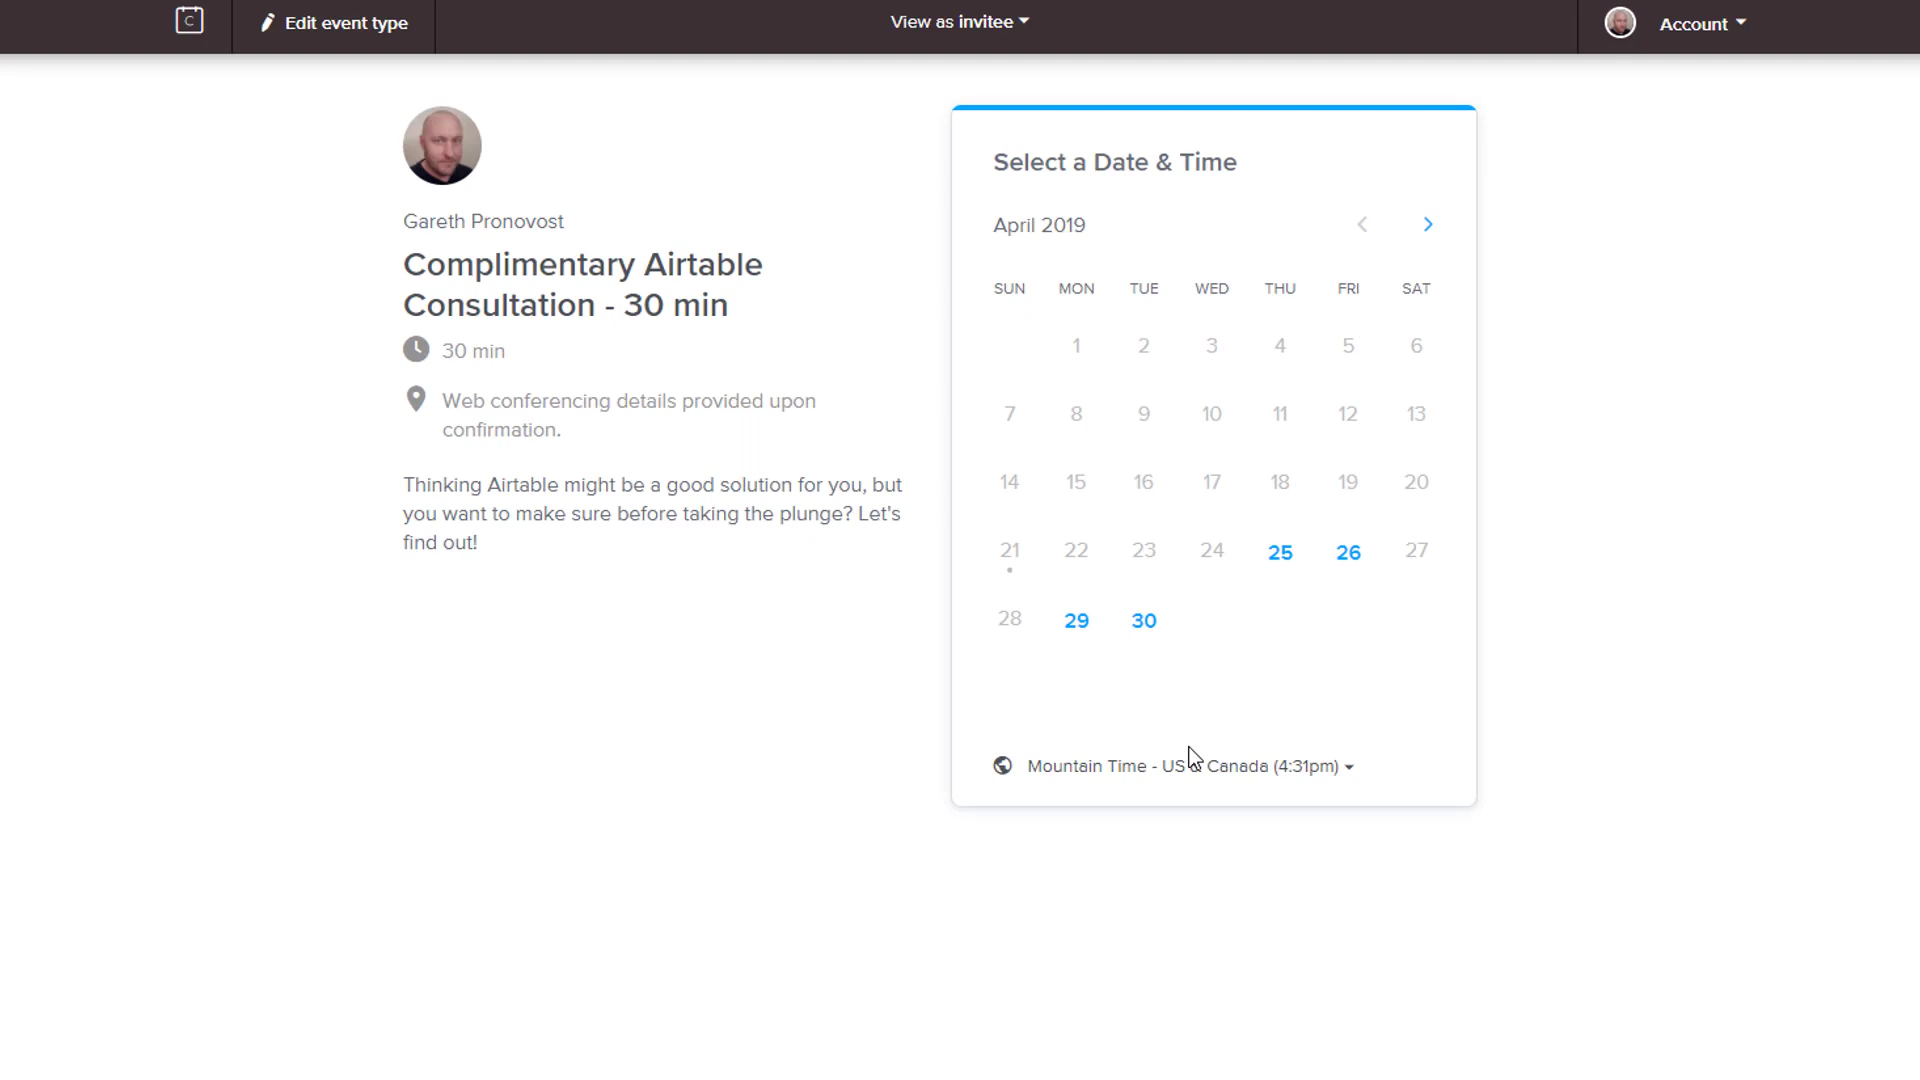 C
Edit event type
View as invitee
Account
Gareth Pronovost
Complimentary Airtable
Consultation - 30 min
30 min
Web conferencing details provided upon
confirmation.
Thinking Airtable might be a good solution for you, but
you want to make sure before taking the plunge? Let's
find out!
Select a Date & Time
April 2019
SUN MON TUE WED THU FRI SAT
1 2 3 4 5 6
7 8 9 10 11 12 13
14 15 16 17 18 19 20
21 22 23 24 25 26 27
28 29 30
Mountain Time - US & Canada (4:31pm)